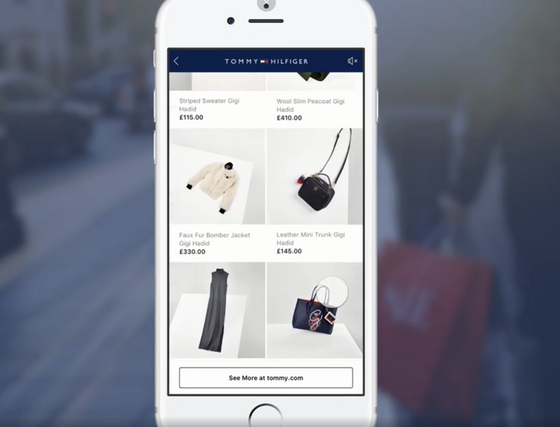 TOMMY HILFIGER
Striped Sweater Gigi
Hadid
£115.00
Wool Slim Peacoat Gigi
Hadid
£410.00
Faux Fur Bomber Jacket
Gigi Hadid
£330.00
Leather Mini Trunk Gigi
Hadid
£145.00
See More at tommy.com